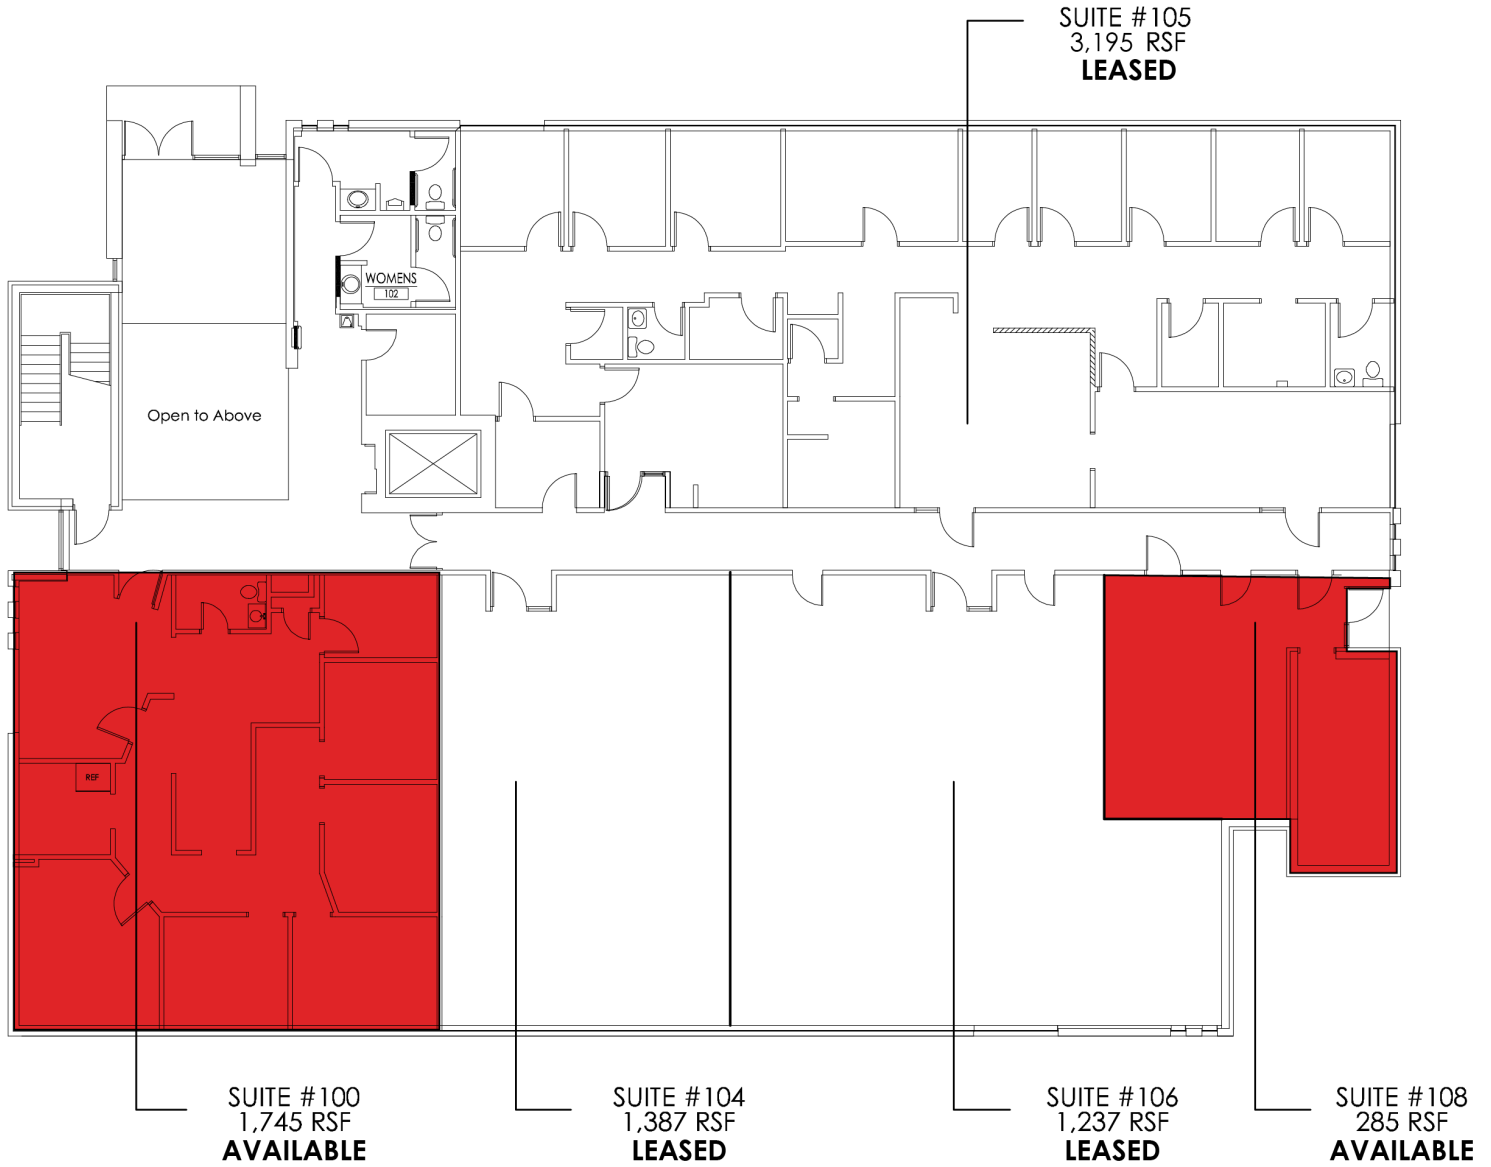 SUITE #105
3,195 RSF
LEASED
WOMENS
102
Open to Above
REF
SUITE #100
1,745 RSF
AVAILABLE
SUITE #104
1,387 RSF
LEASED
SUITE #106
1,237 RSF
LEASED
SUITE #108
285 RSF
AVAILABLE